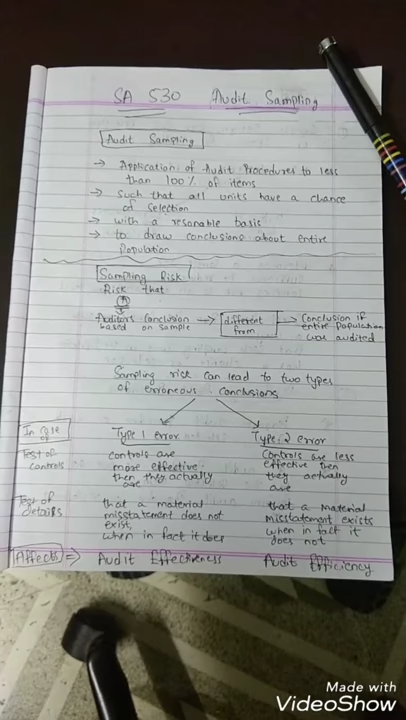 SA 530 Audit Sampling
Audit Sampling
→ Application of Audit Procedures to less
than 100% of items
→ Such that all units have a chance
of selection
→ with a resonable basis
→ to draw conclusions about entire
Population
Sampling Risk
Risk that
Auditors conclusion → different → Conclusion if
based on sample from entire population
was audited
Sampling risk can lead to two types
of erroneous conclusions
In case Type 1 error Type: 2 error
Test of controls are Controls are less
controls more effective effective then
then they actually they actually
are are
Test of that a material that a material
details misstatement does not misstatement exists
exist, when in fact it
when in fact it does does not
Affects ⇒ Audit Effectiveness Audit Efficiency
Made with
VideoShow